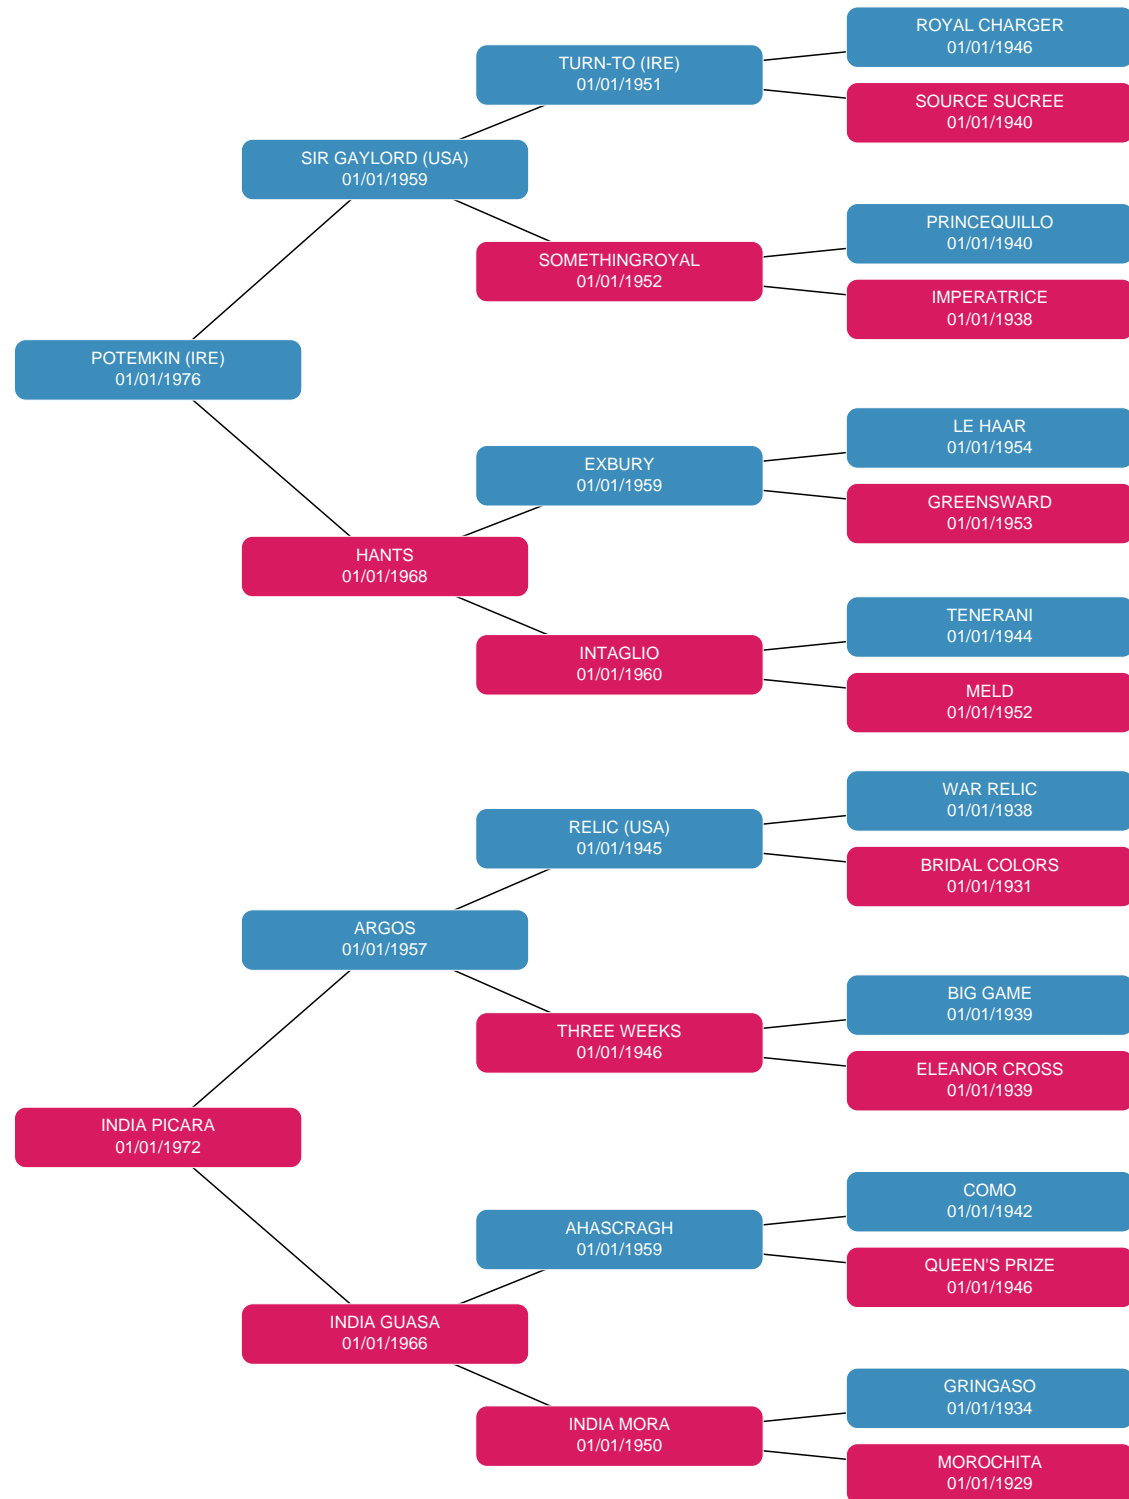 ROYAL CHARGER
01/01/1946
TURN-TO (IRE)
01/01/1951
SOURCE SUCREE
01/01/1940
SIR GAYLORD (USA)
01/01/1959
PRINCEQUILLO
01/01/1940
SOMETHINGROYAL
01/01/1952
IMPERATRICE
01/01/1938
POTEMKIN (IRE)
01/01/1976
LE HAAR
01/01/1954
EXBURY
01/01/1959
GREENSWARD
01/01/1953
HANTS
01/01/1968
TENERANI
01/01/1944
INTAGLIO
01/01/1960
MELD
01/01/1952
WAR RELIC
01/01/1938
RELIC (USA)
01/01/1945
BRIDAL COLORS
01/01/1931
ARGOS
01/01/1957
BIG GAME
01/01/1939
THREE WEEKS
01/01/1946
ELEANOR CROSS
01/01/1939
INDIA PICARA
01/01/1972
COMO
01/01/1942
AHASCRAGH
01/01/1959
QUEEN'S PRIZE
01/01/1946
INDIA GUASA
01/01/1966
GRINGASO
01/01/1934
INDIA MORA
01/01/1950
MOROCHITA
01/01/1929